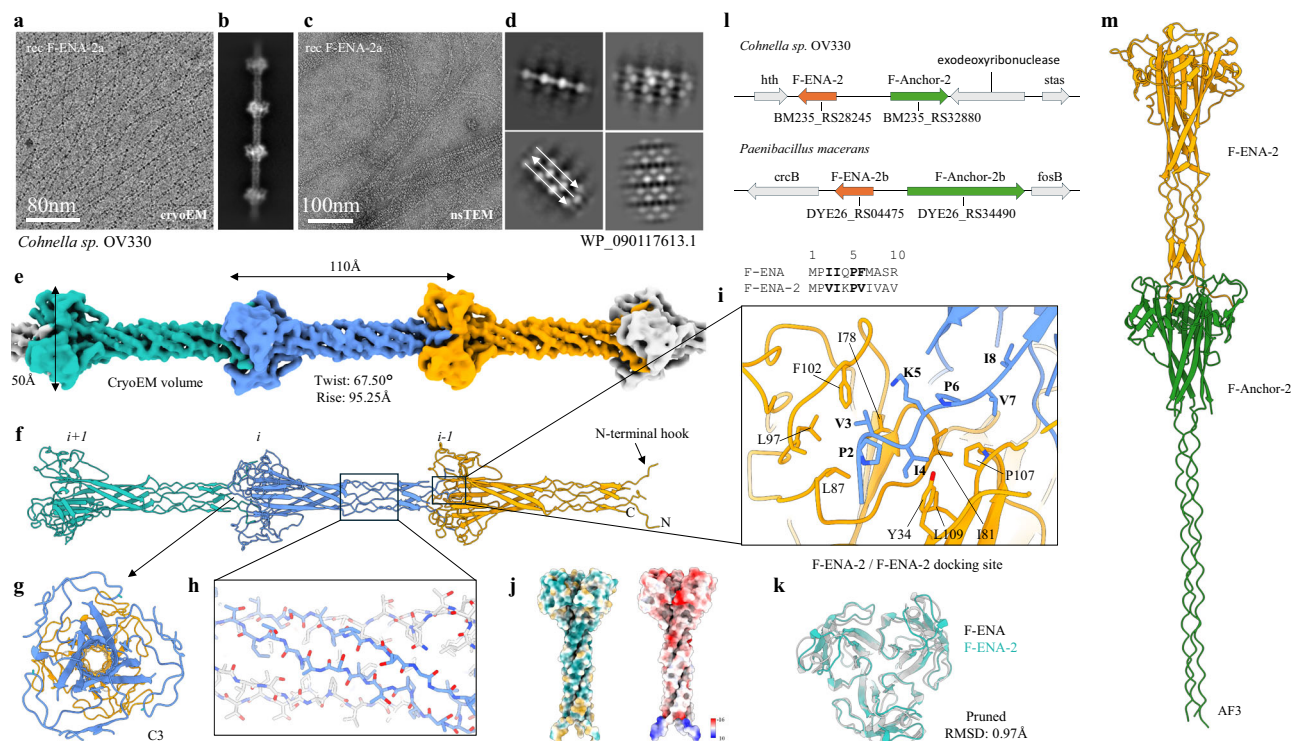 a
b
c
d
rec F-ENA-2a
rec F-ENA-2a
80nm
cryoEM
100nm
nsTEM
Cohnella sp. OV330
WP_090117613.1
e
110Å
50Å
CryoEM volume
Twist: 67.50°
Rise: 95.25Å
f
i+1
i
i-1
N-terminal hook
C
N
g
C3
h
l
Cohnella sp. OV330
exodeoxyribonuclease
hth
F-ENA-2
F-Anchor-2
stas
BM235_RS28245
BM235_RS32880
Paenibacillus macerans
crcB
F-ENA-2b
F-Anchor-2b
fosB
DYE26_RS04475
DYE26_RS34490
1 5 10
F-ENA MPIIQPFMASR
F-ENA-2 MPVIKPVIVAV
i
I78
F102
K5
I8
P6
V3
V7
L97
P2
I4
L87
P107
Y34
L109
I81
F-ENA-2 / F-ENA-2 docking site
j
-16
10
k
F-ENA
F-ENA-2
Pruned
RMSD: 0.97Å
m
F-ENA-2
F-Anchor-2
AF3